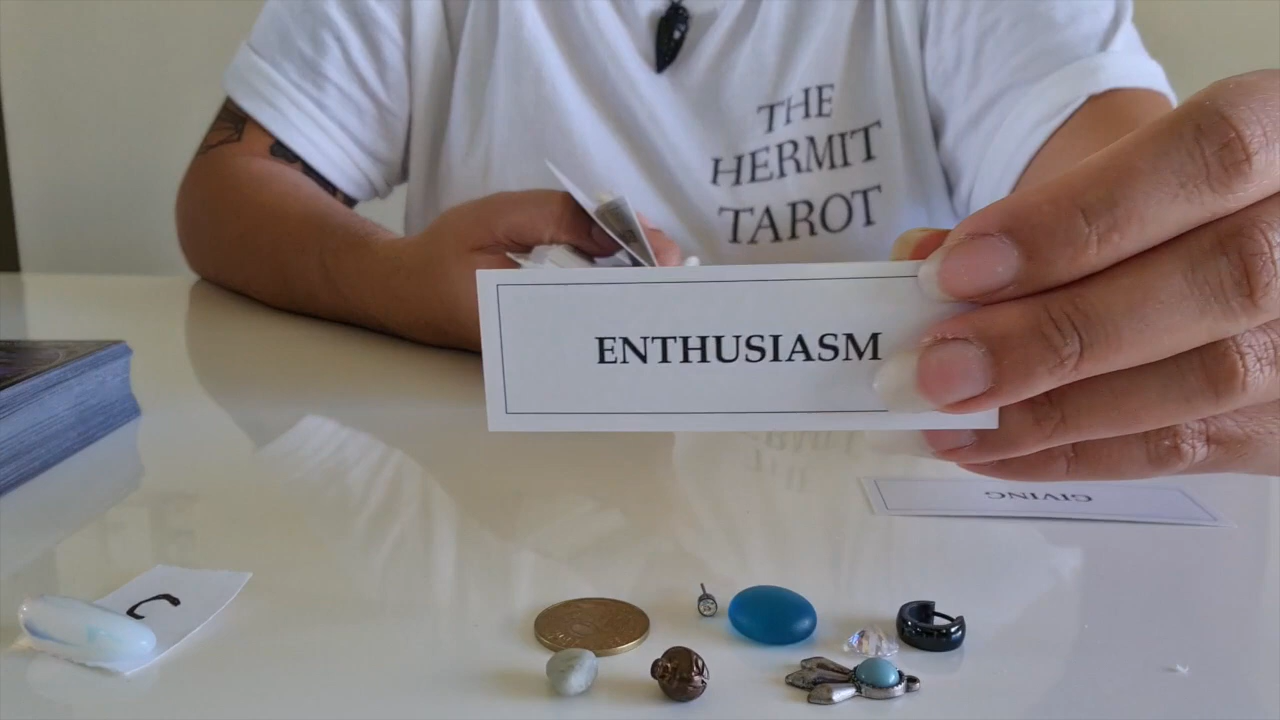 THE
HERMIT
TAROT
ENTHUSIASM
GIVING
C